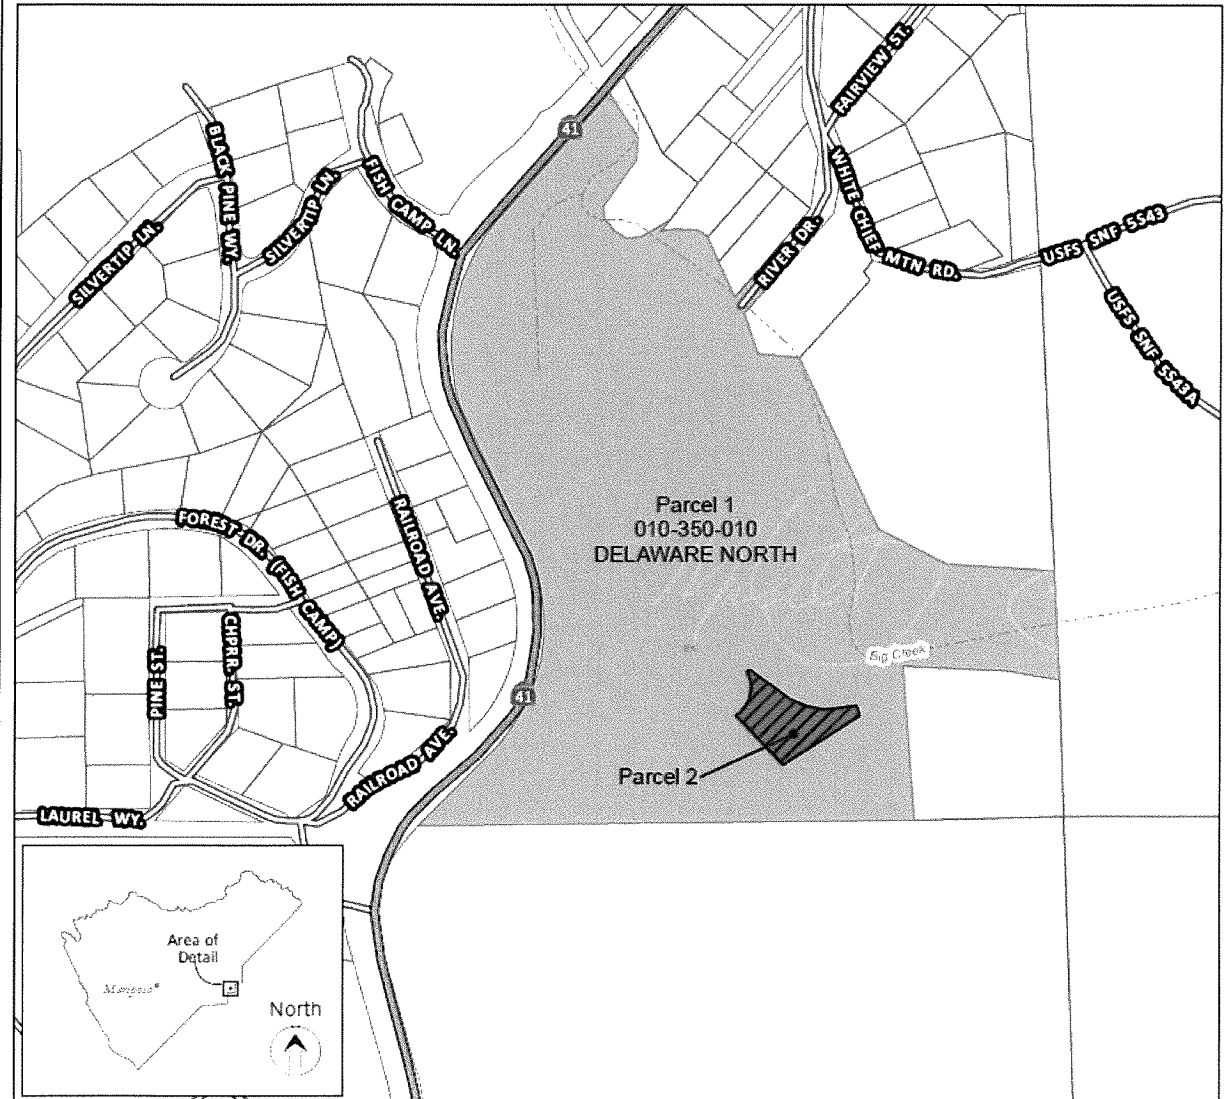 FAIRVIEW ST.
41
BLACK PINE WY.
SILVERTIP LN.
FISH CAMP LN.
SILVERTIP LN.
WHITE CHIEF MTN RD.
RIVER DR.
USFS SNF 5S43
USFS SNF 5S43A
Parcel 1
010-350-010
DELAWARE NORTH
RAILROAD AVE.
FOREST DR. (FISH CAMP)
CHPRR. ST.
PINE ST.
Big Creek
41
Parcel 2
RAILROAD AVE.
LAUREL WY.
Area of
Detail
Mariposa
North